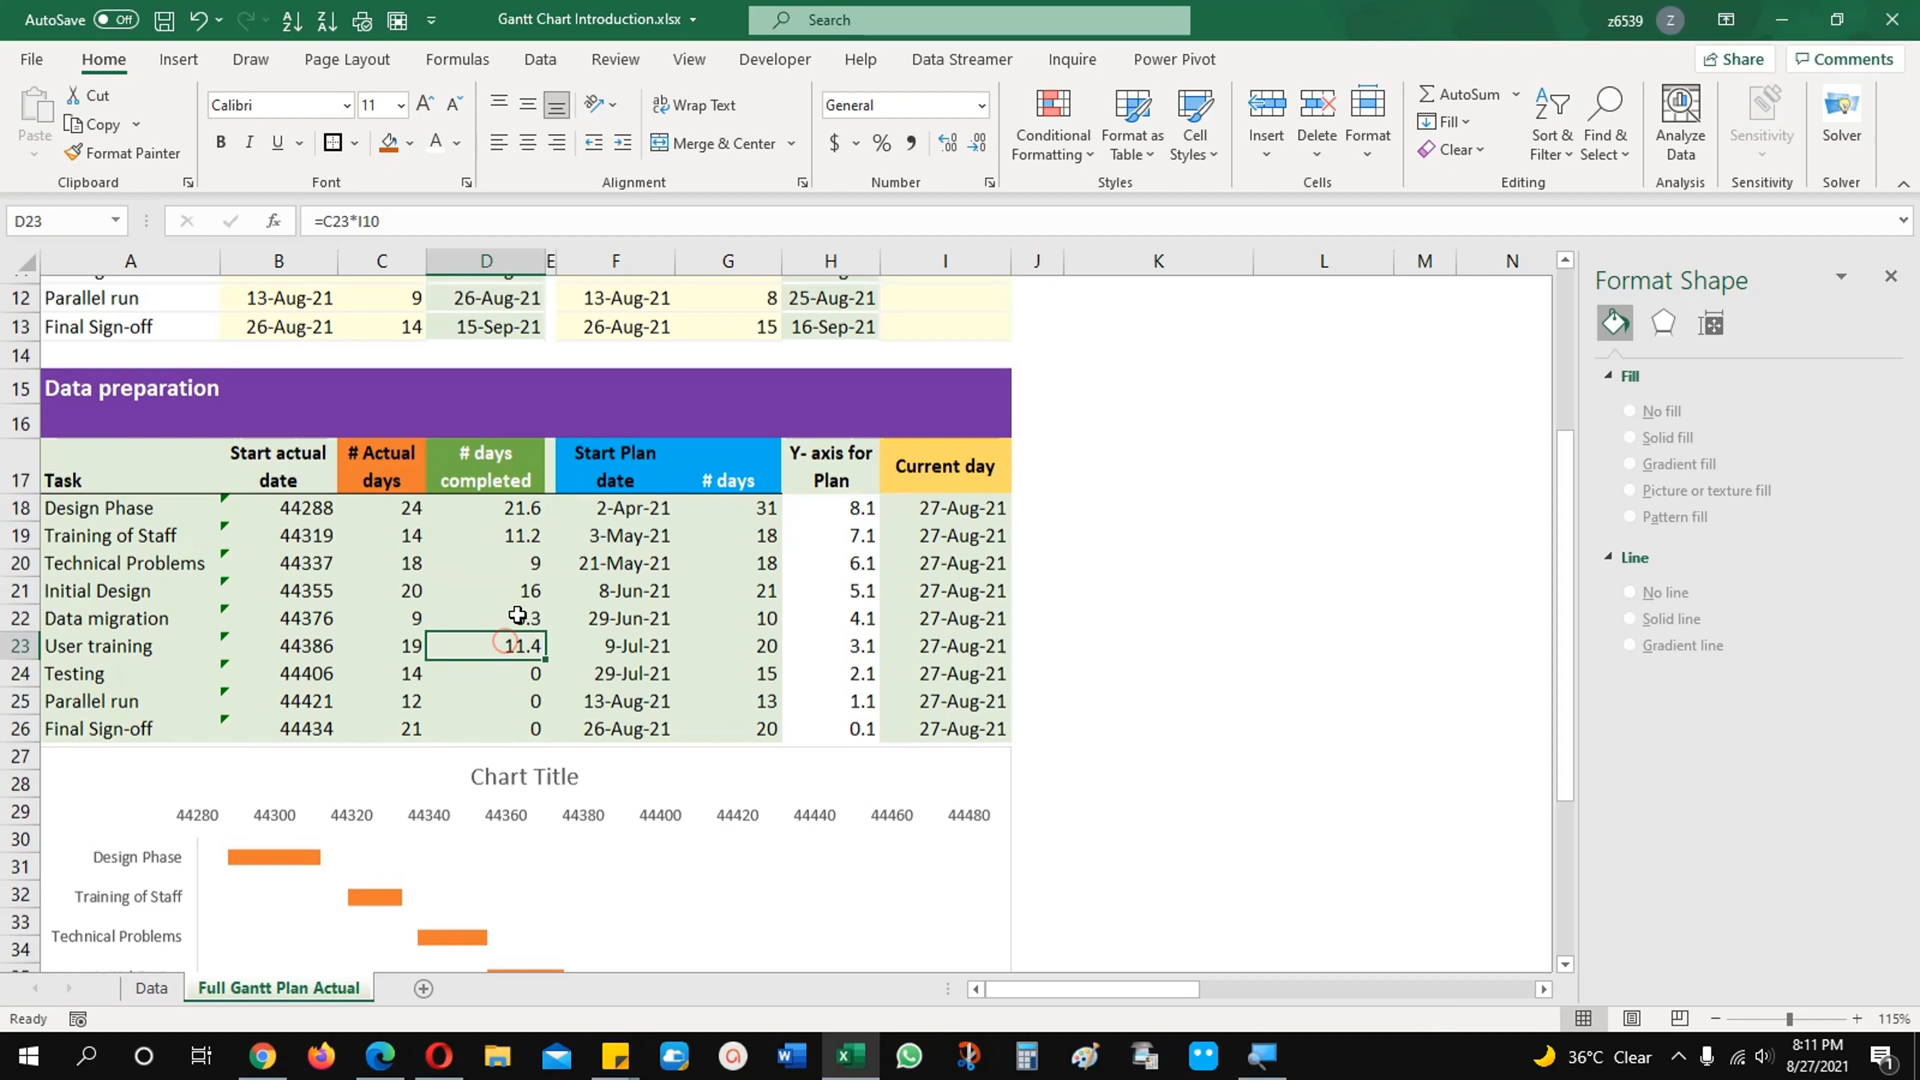 AutoSave Off Gantt Chart Introduction.xlsx Search z6539 Z
File Home Insert Draw Page Layout Formulas Data Review View Developer Help Data Streamer Inquire Power Pivot Share Comments
Paste Cut Copy Format Painter
Calibri 11
B I U
Wrap Text
Merge & Center
General
$ % 9
Conditional Formatting Format as Table Cell Styles
Insert Delete Format
AutoSum Fill Clear
Sort & Filter Find & Select
Analyze Data Sensitivity Solver
Clipboard Font Alignment Number Styles Cells Editing Analysis Sensitivity Solver
D23 fx =C23*I10
A B C D E F G H I J K L M N
12 Parallel run 13-Aug-21 9 26-Aug-21 13-Aug-21 8 25-Aug-21
13 Final Sign-off 26-Aug-21 14 15-Sep-21 26-Aug-21 15 16-Sep-21
14
15 Data preparation
16
17 Task Start actual date # Actual days # days completed Start Plan date # days Y- axis for Plan Current day
18 Design Phase 44288 24 21.6 2-Apr-21 31 8.1 27-Aug-21
19 Training of Staff 44319 14 11.2 3-May-21 18 7.1 27-Aug-21
20 Technical Problems 44337 18 9 21-May-21 18 6.1 27-Aug-21
21 Initial Design 44355 20 16 8-Jun-21 21 5.1 27-Aug-21
22 Data migration 44376 9 .3 29-Jun-21 10 4.1 27-Aug-21
23 User training 44386 19 11.4 9-Jul-21 20 3.1 27-Aug-21
24 Testing 44406 14 0 29-Jul-21 15 2.1 27-Aug-21
25 Parallel run 44421 12 0 13-Aug-21 13 1.1 27-Aug-21
26 Final Sign-off 44434 21 0 26-Aug-21 20 0.1 27-Aug-21
27
28 Chart Title
29 44280 44300 44320 44340 44360 44380 44400 44420 44440 44460 44480
30
31 Design Phase
32 Training of Staff
33
34 Technical Problems
Format Shape
Fill
No fill
Solid fill
Gradient fill
Picture or texture fill
Pattern fill
Line
No line
Solid line
Gradient line
Data Full Gantt Plan Actual
Ready 115%
36°C Clear 8:11 PM
8/27/2021 1